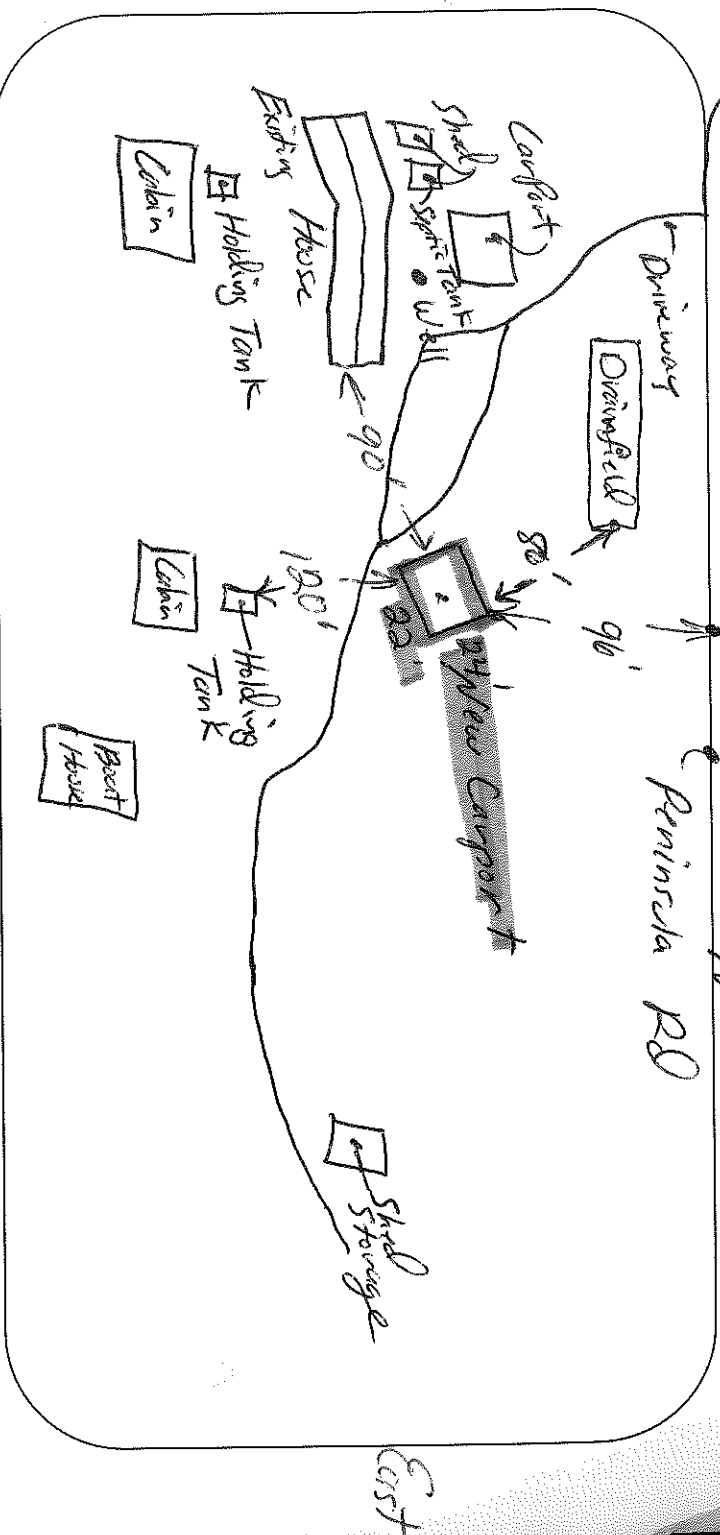 Peninsula RD
Driveway
Drainfield
96'
80'
Carport
Shed
Septic Tank
Well
24' New Carport
22'
90'
120'
Existing House
Holding Tank
Cabin
Holding
Tank
Cabin
Boat
House
Shed
Storage
East